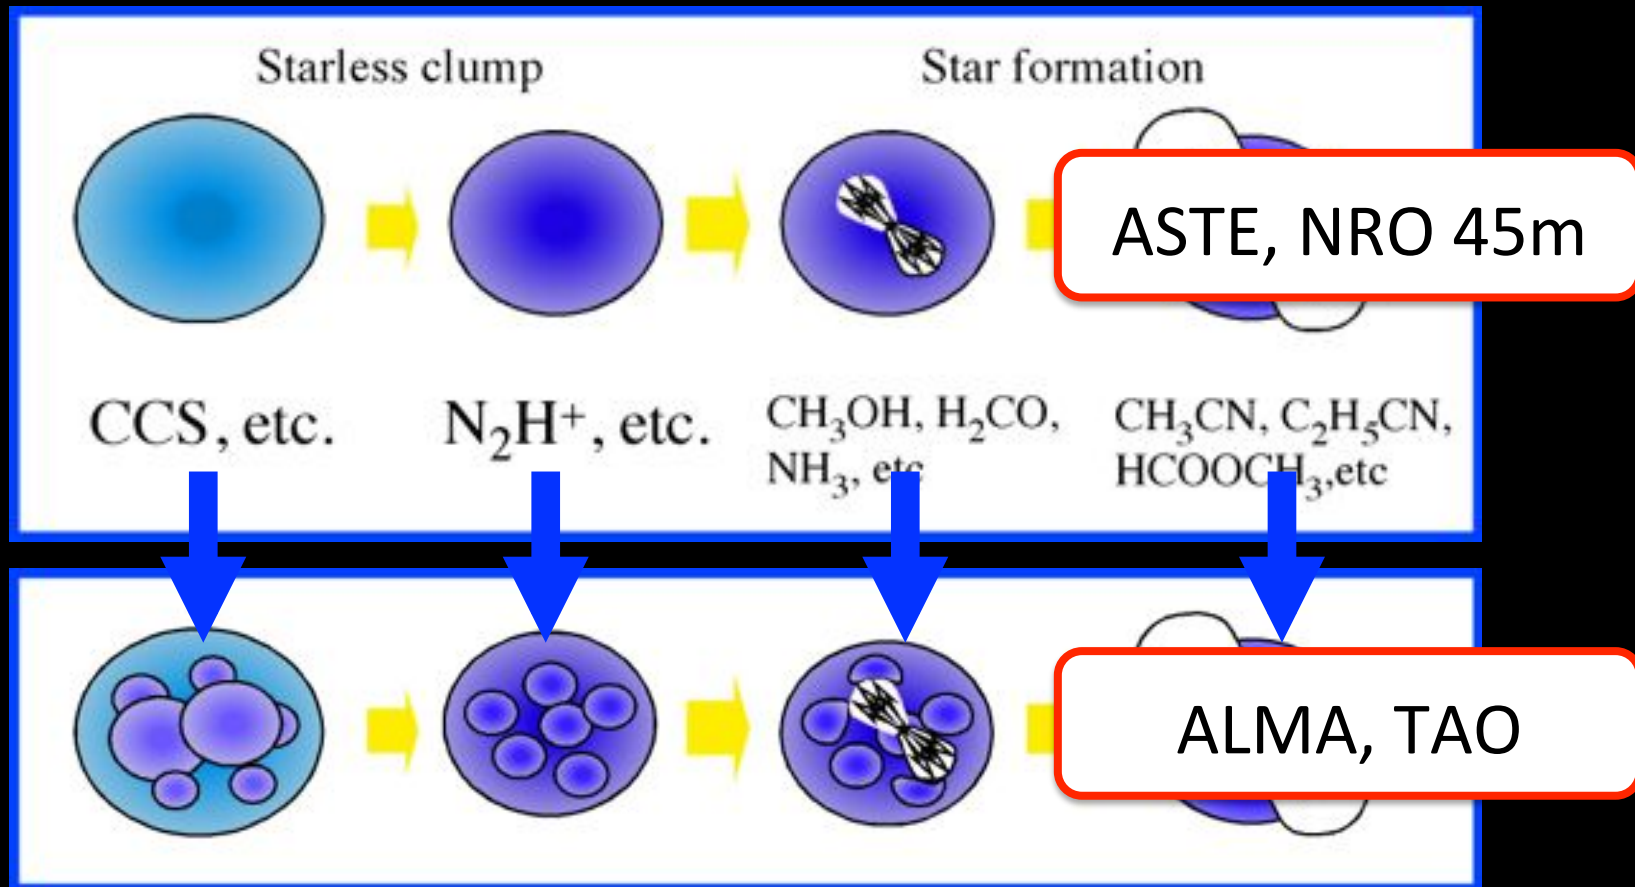 Starless clump
Star formation
ASTE, NRO 45m
CCS, etc.
N₂H⁺, etc.
CH₃OH, H₂CO,
NH₃, etc
CH₃CN, C₂H₅CN,
HCOOCH₃,etc
ALMA, TAO